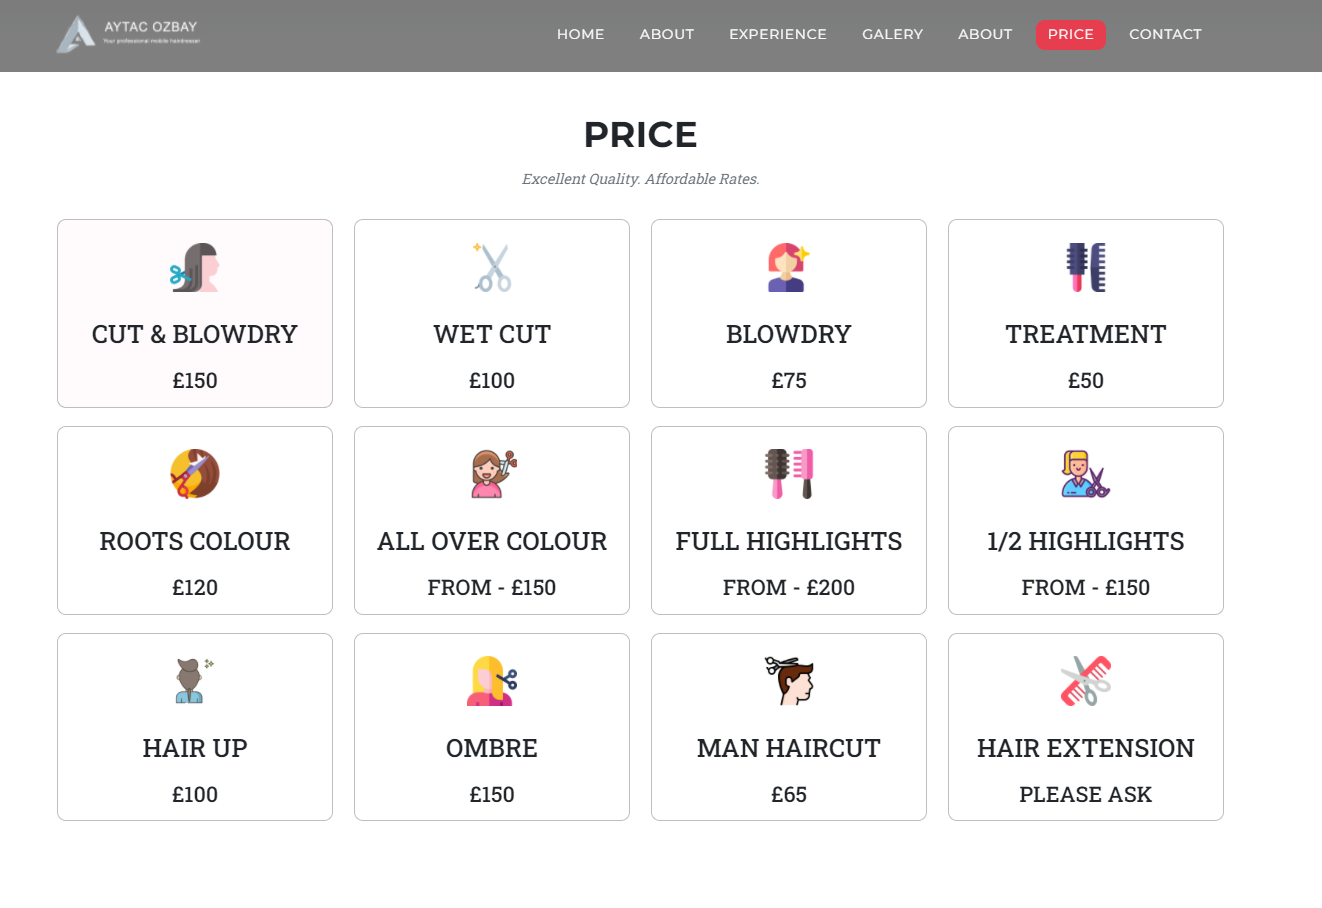 AYTAC OZBAY
Your professional mobile hairdresser
HOME ABOUT EXPERIENCE GALERY ABOUT PRICE CONTACT
PRICE
Excellent Quality. Affordable Rates.
CUT & BLOWDRY
£150
WET CUT
£100
BLOWDRY
£75
TREATMENT
£50
ROOTS COLOUR
£120
ALL OVER COLOUR
FROM - £150
FULL HIGHLIGHTS
FROM - £200
1/2 HIGHLIGHTS
FROM - £150
HAIR UP
£100
OMBRE
£150
MAN HAIRCUT
£65
HAIR EXTENSION
PLEASE ASK